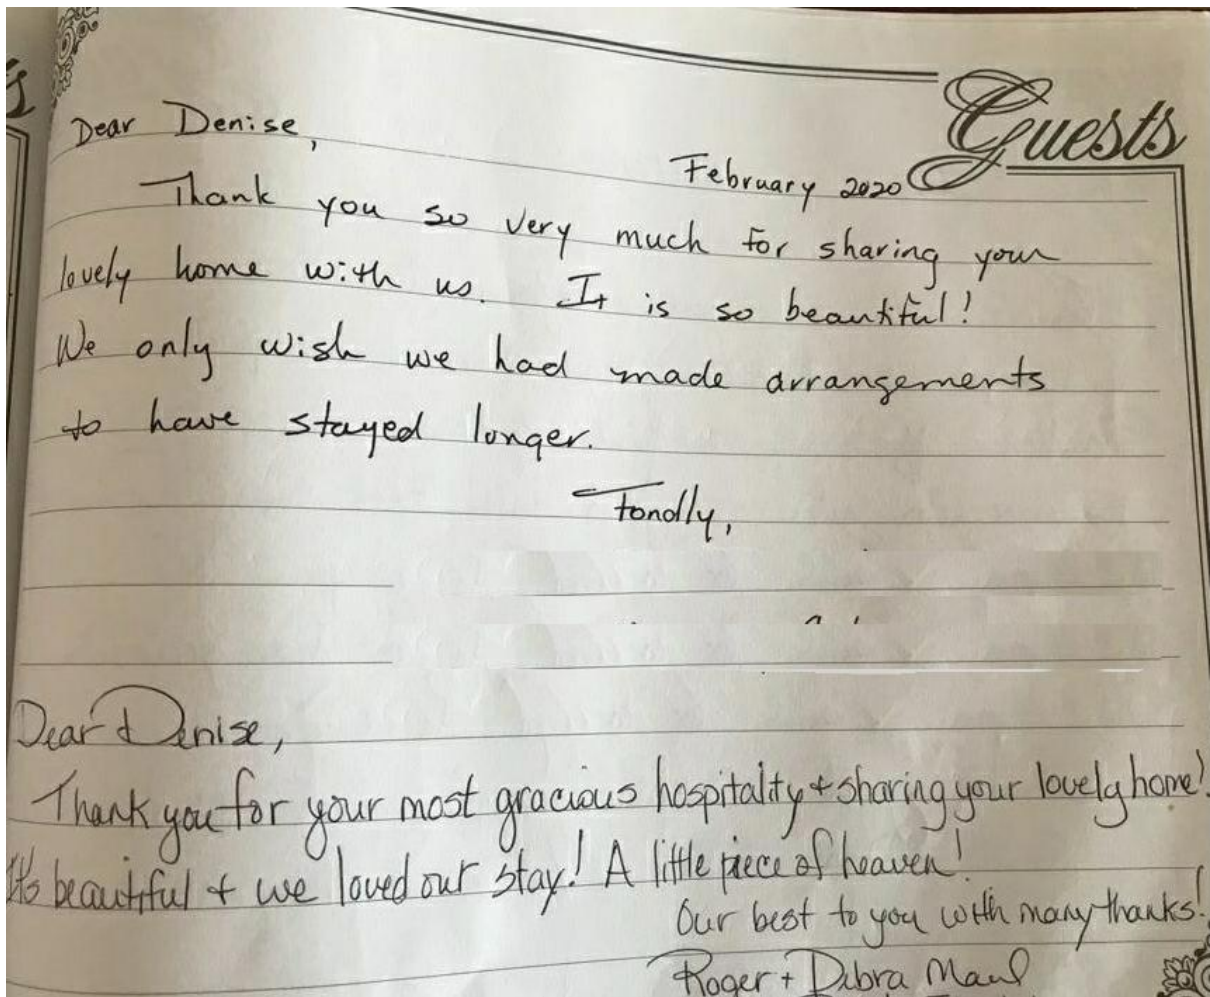 Guests
Dear Denise,
February 2020
Thank you so very much for sharing your
lovely home with us. It is so beautiful!
We only wish we had made arrangements
to have stayed longer.
Fondly,
Dear Denise,
Thank you for your most gracious hospitality + sharing your lovely home!
It's beautiful + we loved our stay! A little piece of heaven!
Our best to you with many thanks!
Roger + Debra